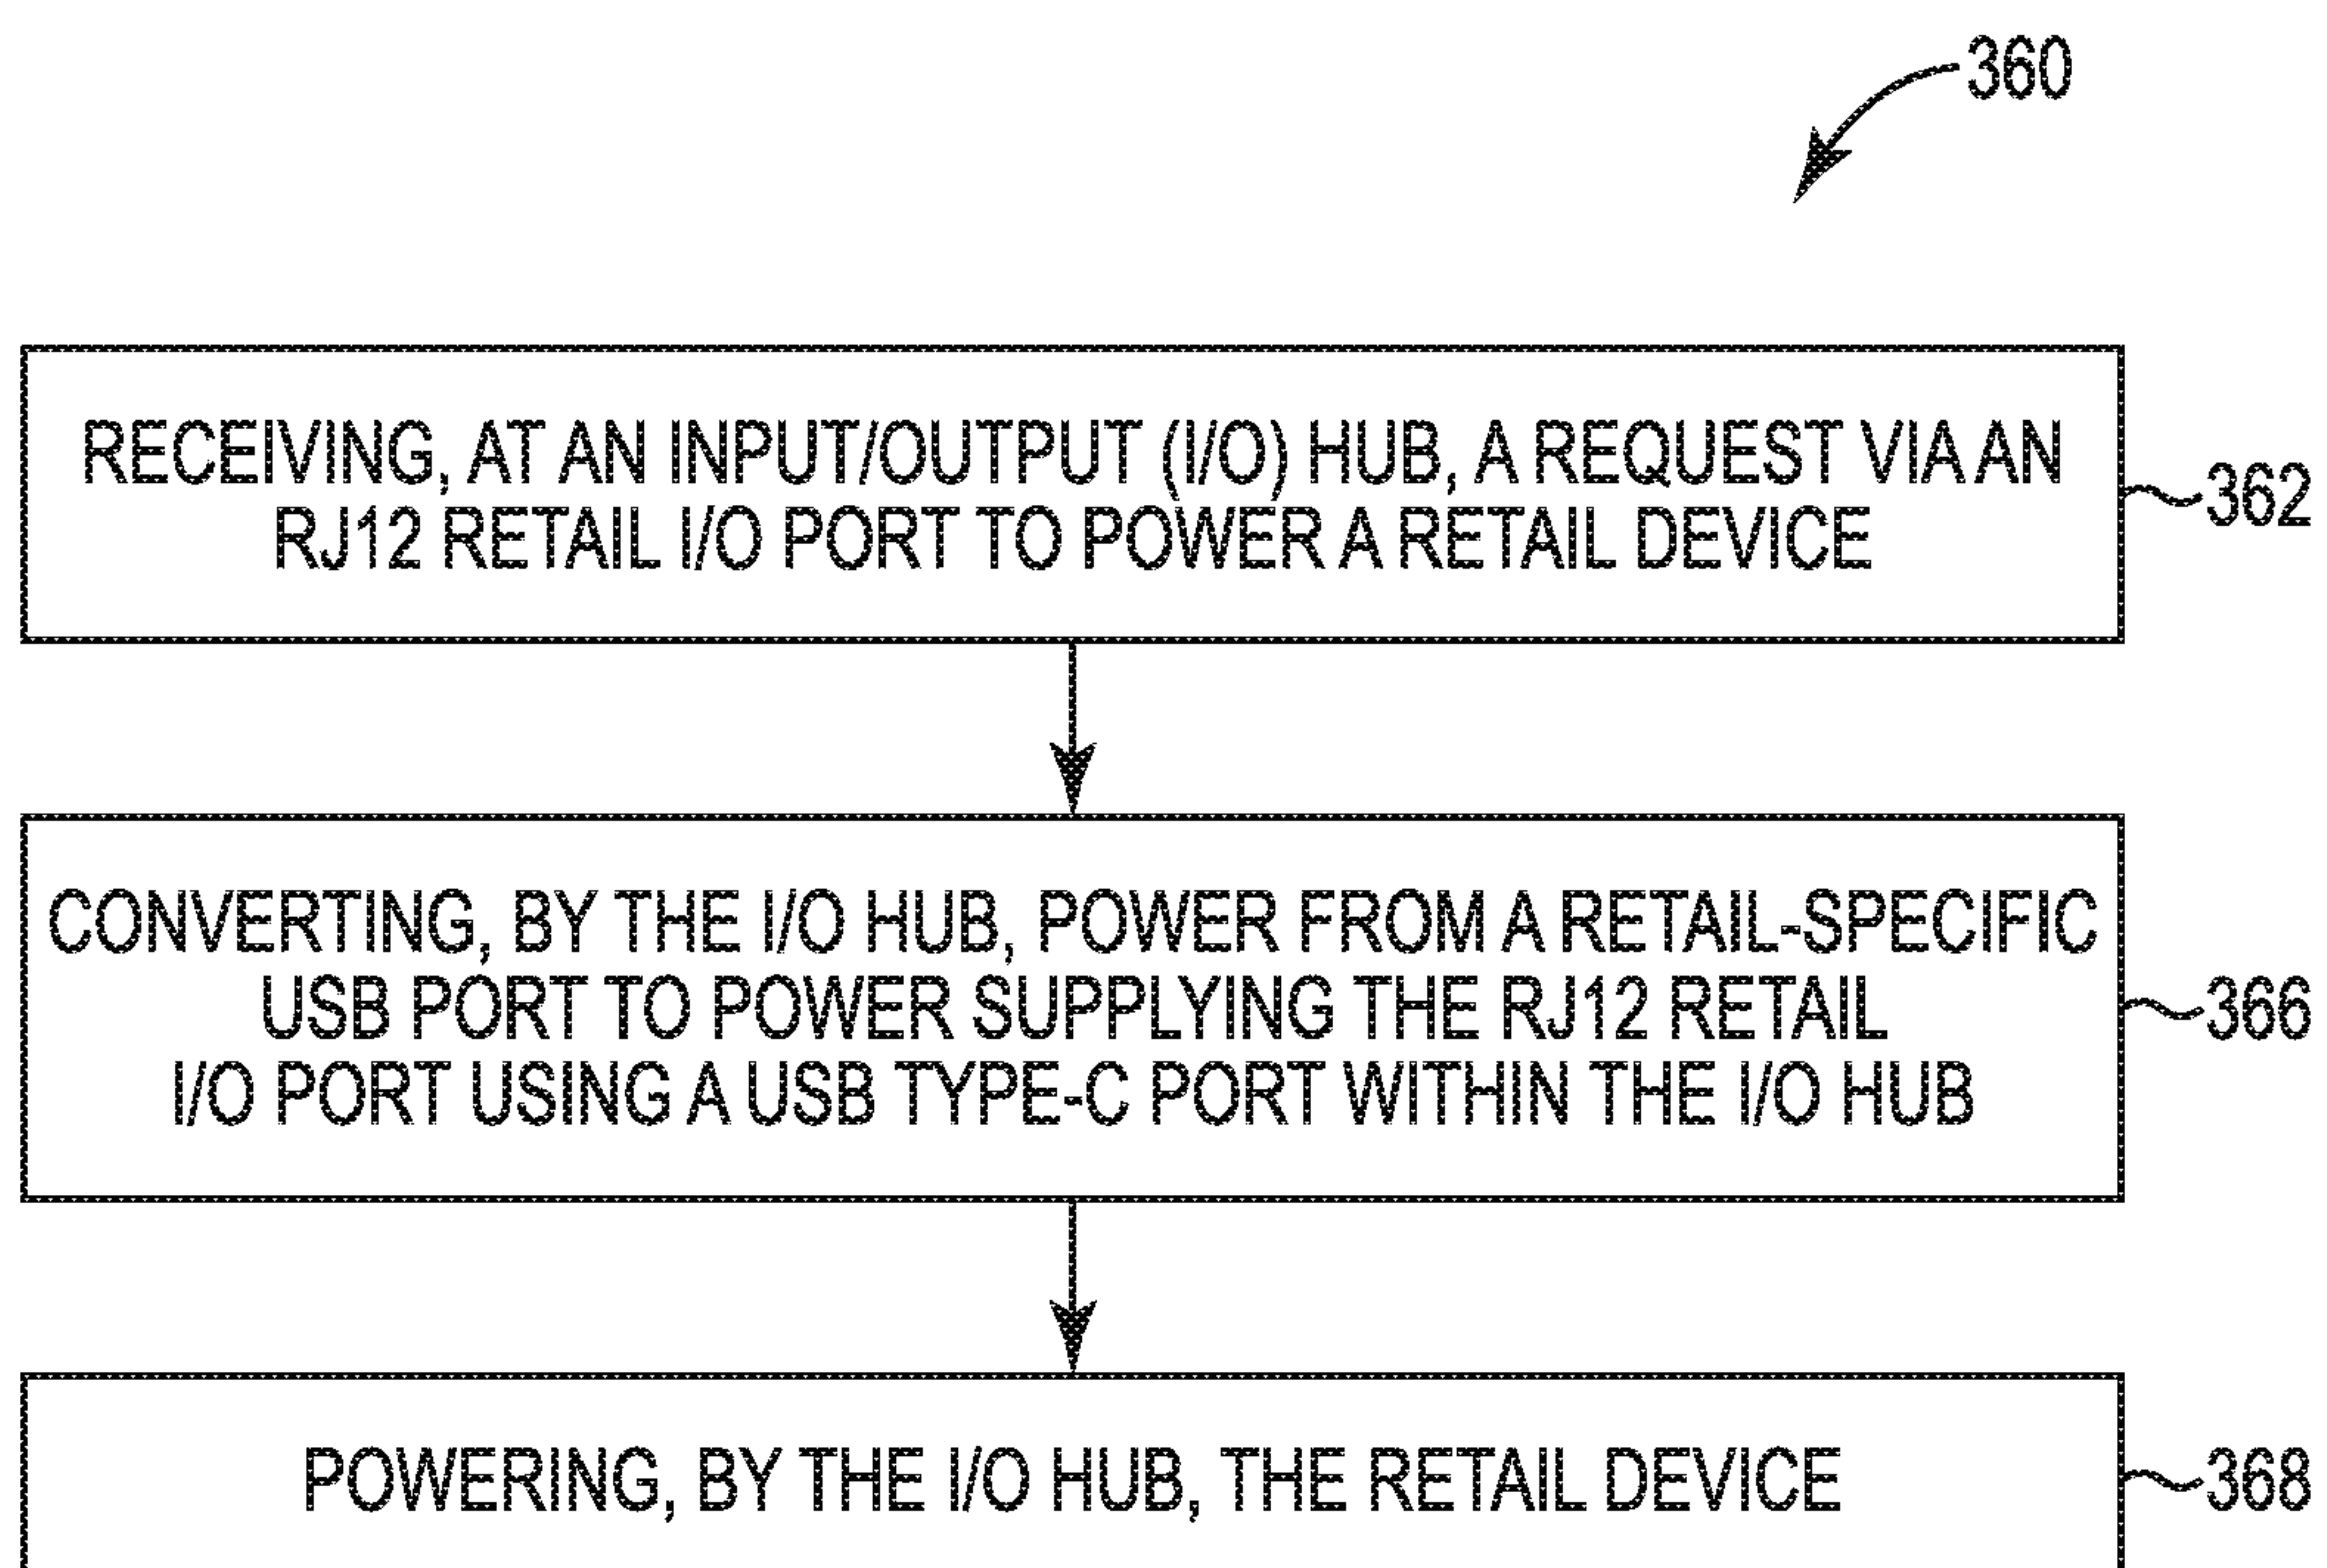 360
RECEIVING, AT AN INPUT/OUTPUT (I/O) HUB, A REQUEST VIA AN
RJ12 RETAIL I/O PORT TO POWER A RETAIL DEVICE
362
CONVERTING, BY THE I/O HUB, POWER FROM A RETAIL-SPECIFIC
USB PORT TO POWER SUPPLYING THE RJ12 RETAIL
I/O PORT USING A USB TYPE-C PORT WITHIN THE I/O HUB
366
POWERING, BY THE I/O HUB, THE RETAIL DEVICE
368